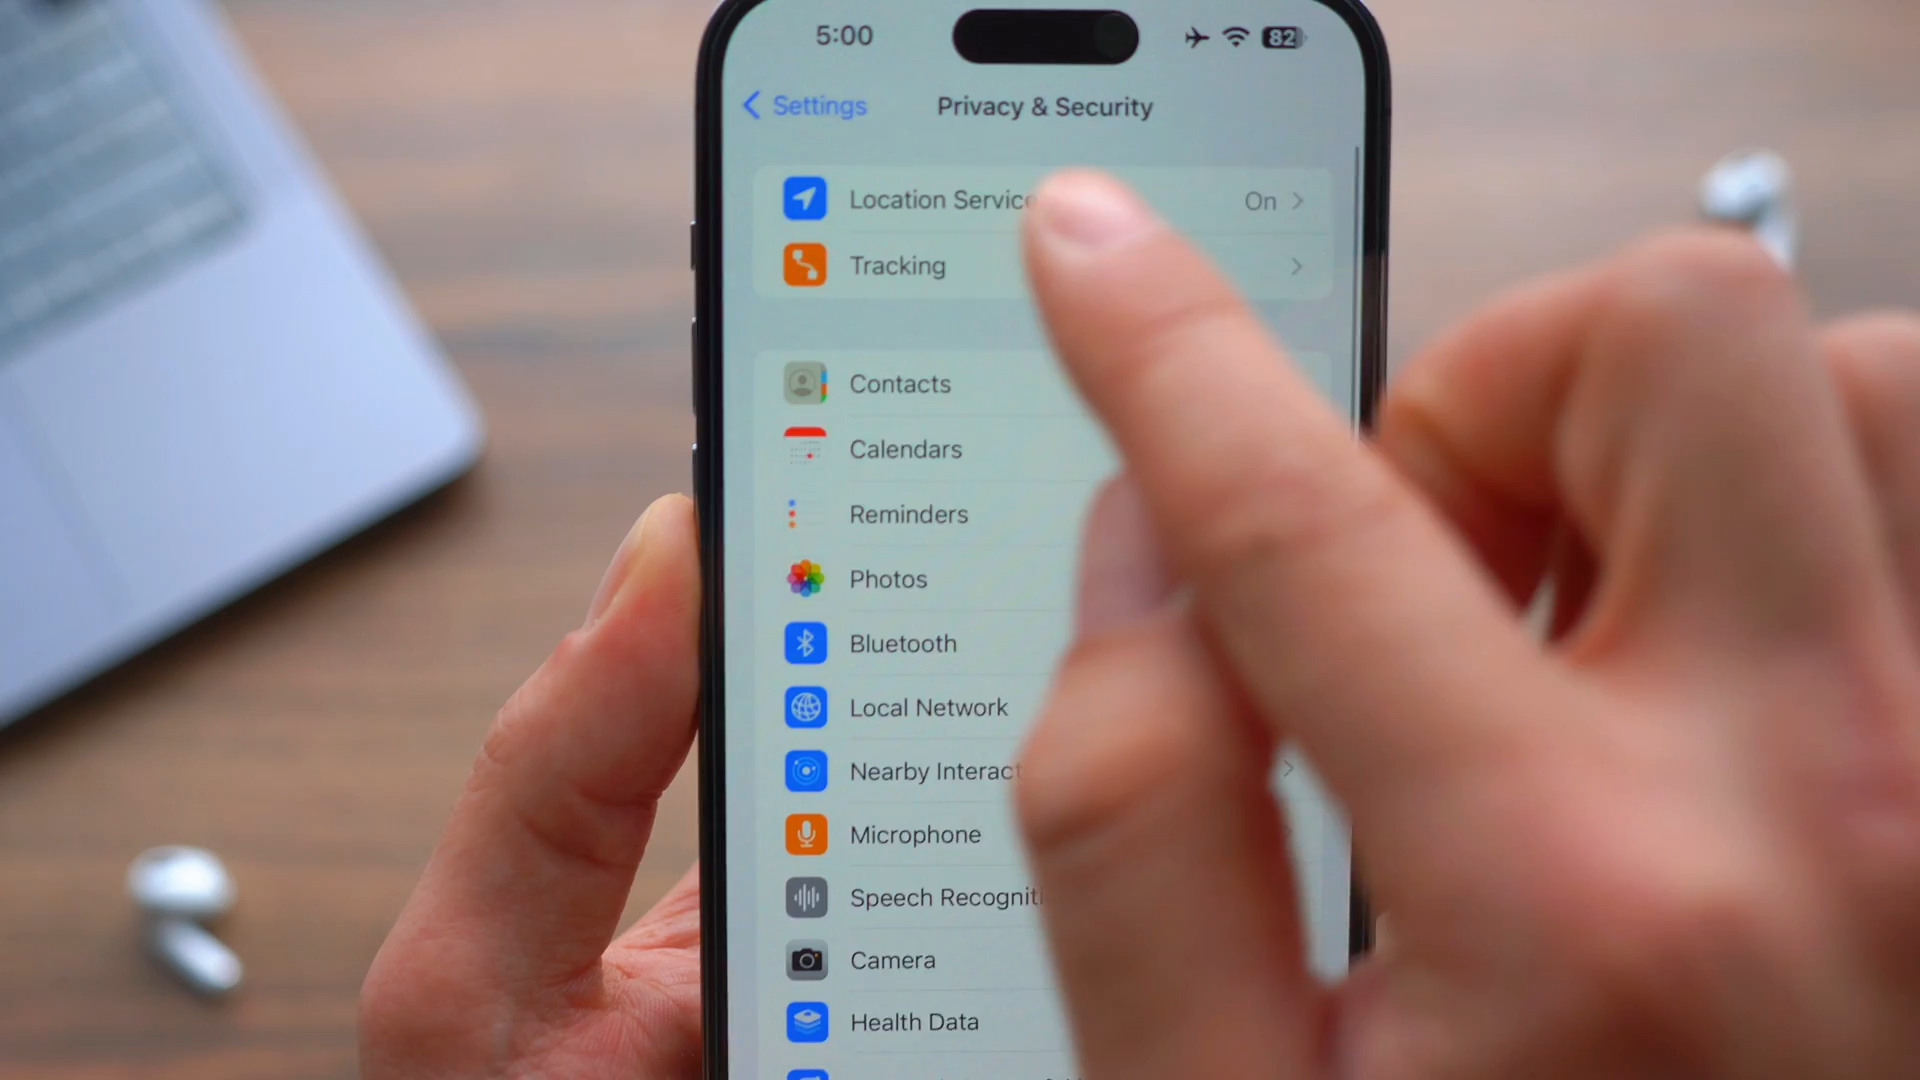 5:00
82
Settings
Privacy & Security
Location Service
On
Tracking
Contacts
Calendars
Reminders
Photos
Bluetooth
Local Network
Nearby Interact
Microphone
Speech Recogniti
Camera
Health Data